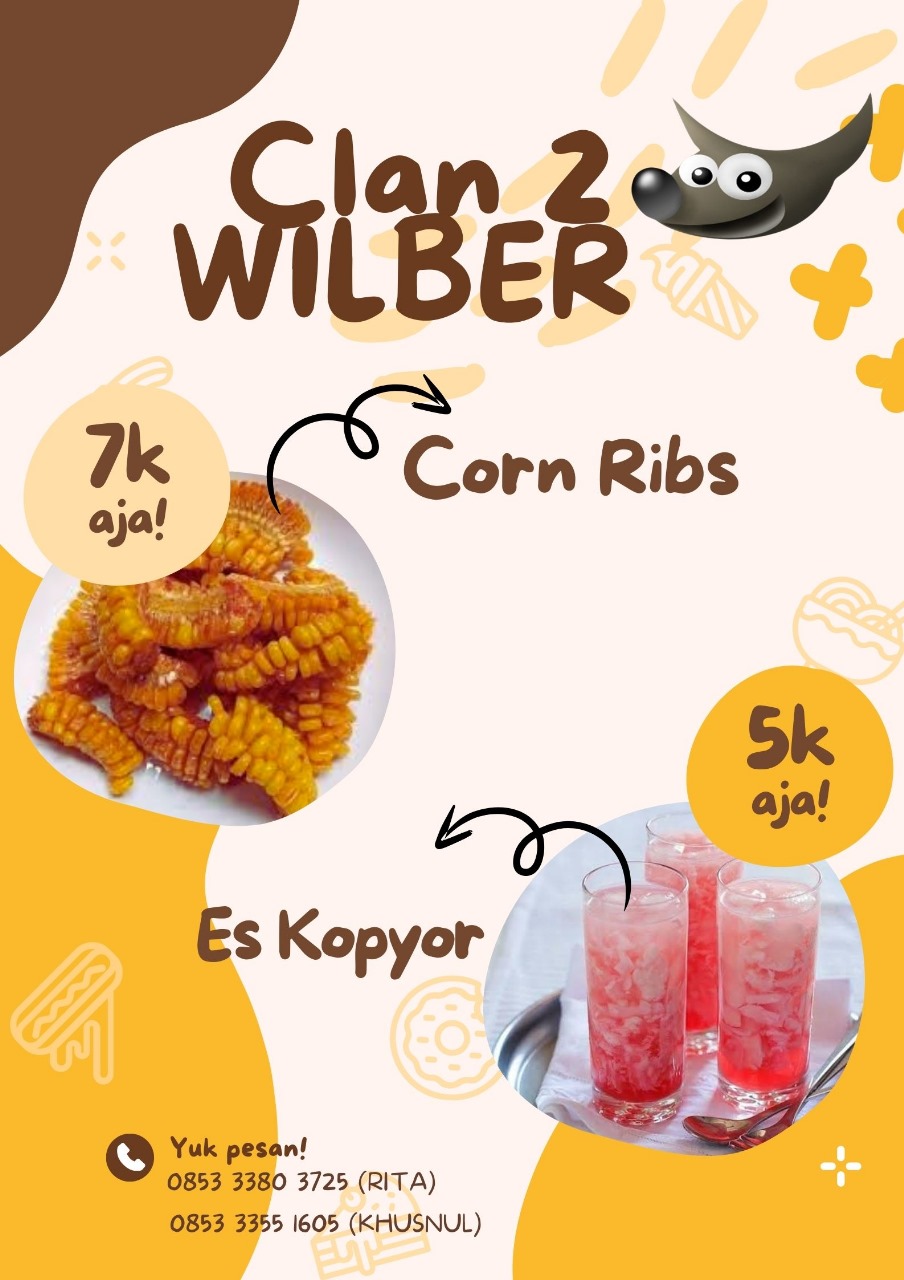 Clan 2
WILBER
7k
aja!
Corn Ribs
5k
aja!
Es Kopyor
Yuk pesan!
0853 3380 3725 (RITA)
0853 3355 1605 (KHUSNUL)